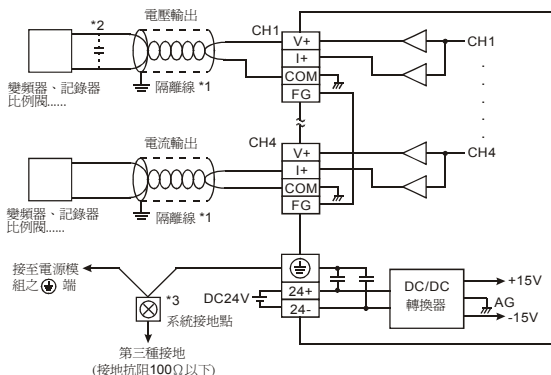 電壓輸出
*2
CH1
V+
I+
COM
FG
CH1
隔離線 *1
變頻器、記錄器
比例閥......
電流輸出
CH4
V+
I+
COM
FG
CH4
隔離線 *1
變頻器、記錄器
比例閥......
接至電源模
組之 端
*3
系統接地點
DC24V
24+
24-
DC/DC
轉換器
+15V
AG
-15V
第三種接地
(接地抗阻100Ω以下)